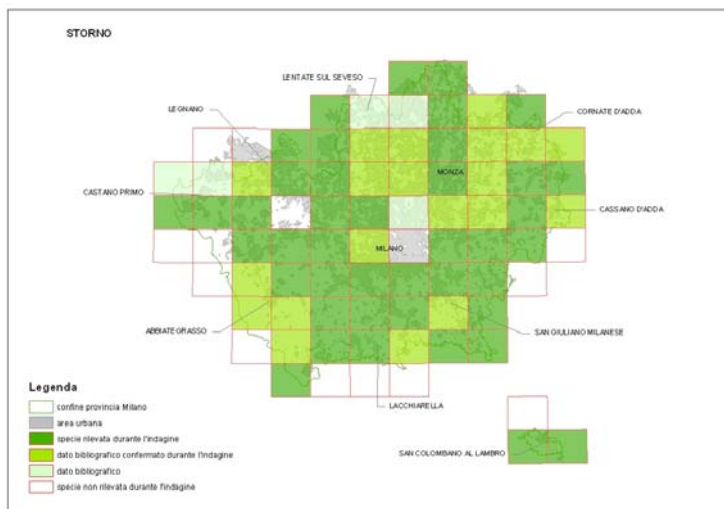 STORNO
LENTATE SUL SEVESO
LEGNANO
CORNATE D'ADDA
MONZA
CASTANO PRIMO
CASSANO D'ADDA
MILANO
ABBIATEGRASSO
SAN GIULIANO MILANESE
LACCHIARELLA
SAN COLOMBANO AL LAMBRO
Legenda
confine provincia Milano
area urbana
specie rilevata durante l'indagine
dato bibliografico confermato durante l'indagine
dato bibliografico
specie non rilevata durante l'indagine